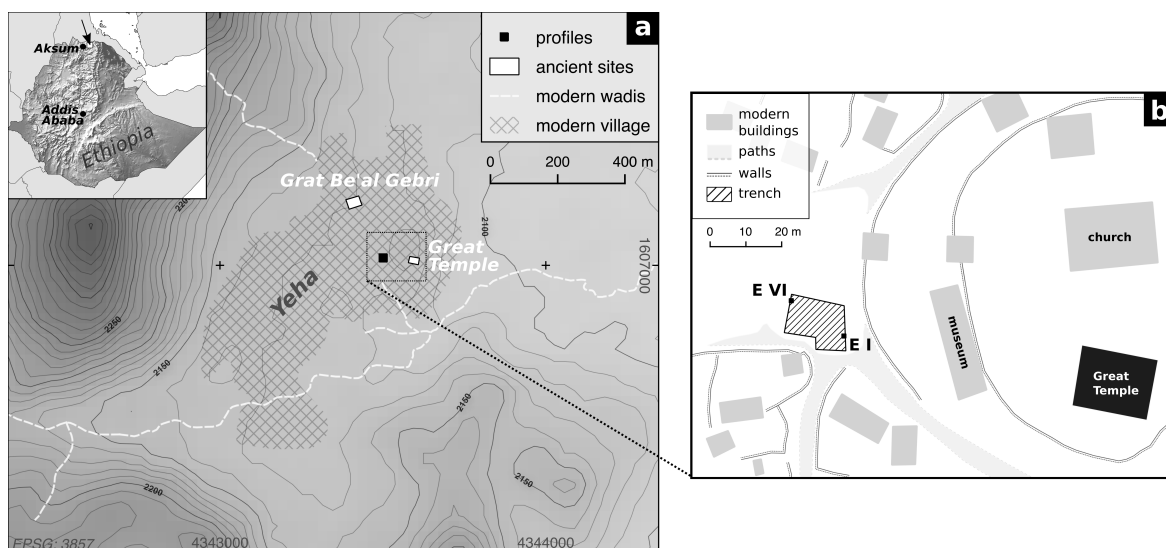 a
Aksum
Addis
Ababa
Ethiopia
profiles
ancient sites
modern wadis
modern village
0 200 400 m
Grat Be'al Gebri
Great
Temple
Yeha
2100
220
2250
2150
2150
2150
2200
1607000
4343000
4344000
EPSG: 3857
b
modern
buildings
paths
walls
trench
0 10 20 m
E VI
E I
church
museum
Great
Temple